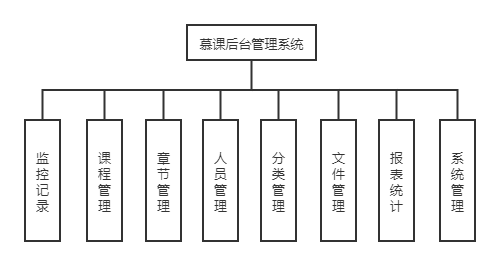 慕课后台管理系统
监控记录
课程管理
章节管理
人员管理
分类管理
文件管理
报表统计
系统管理